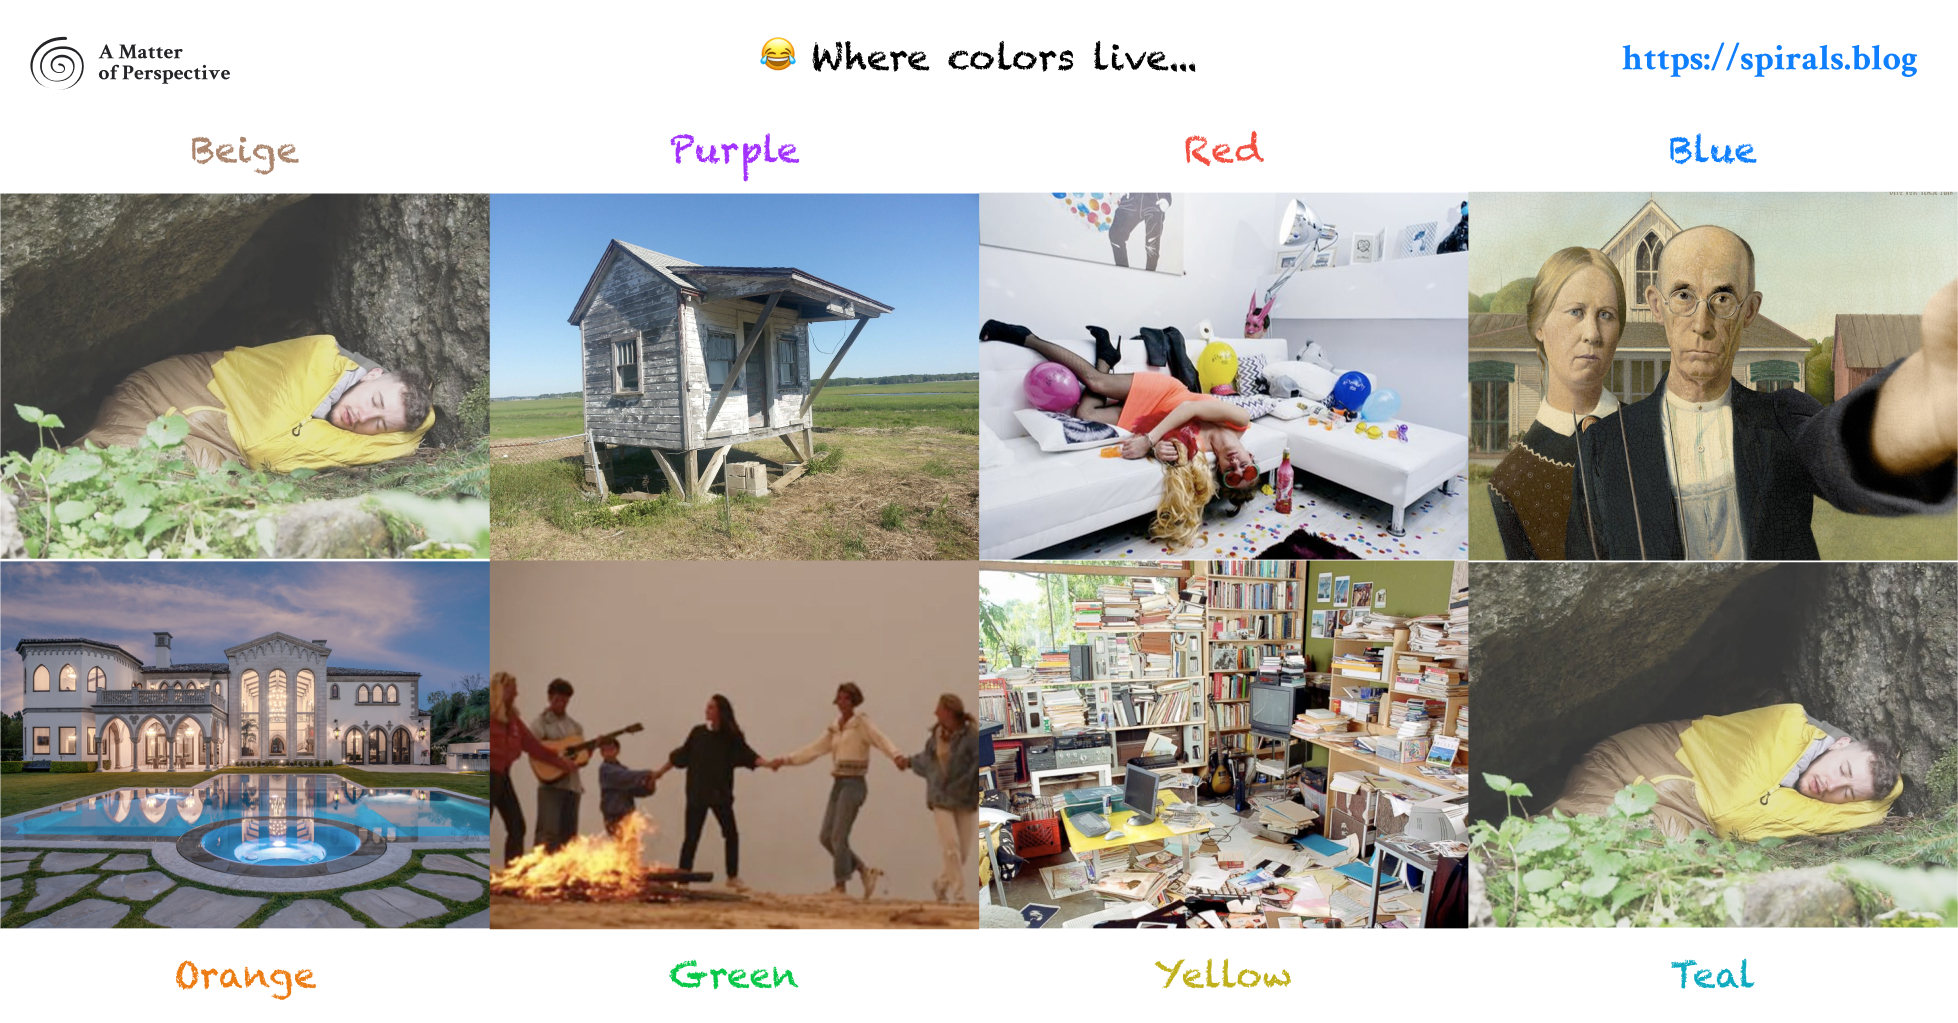 A Matter
of Perspective
😂 Where colors live...
https://spirals.blog
Beige
Purple
Red
Blue
Orange
Green
Yellow
Teal